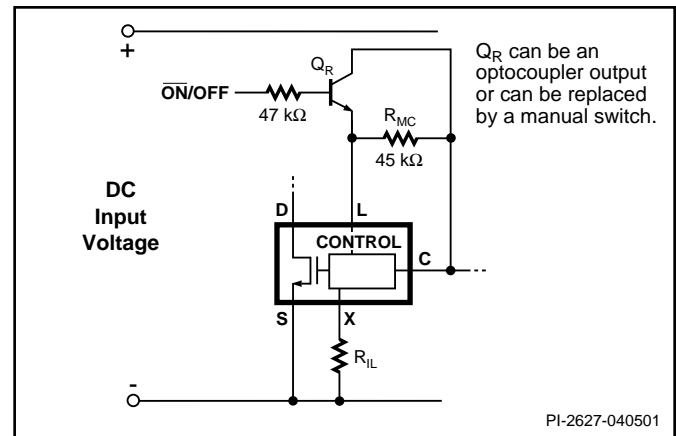 +
Q_R
Q_R can be an
optocoupler output
or can be replaced
by a manual switch.
O̅N̅/OFF
47 kΩ
R_MC
45 kΩ
DC
Input
Voltage
D
L
CONTROL
C
S
X
R_IL
-
PI-2627-040501